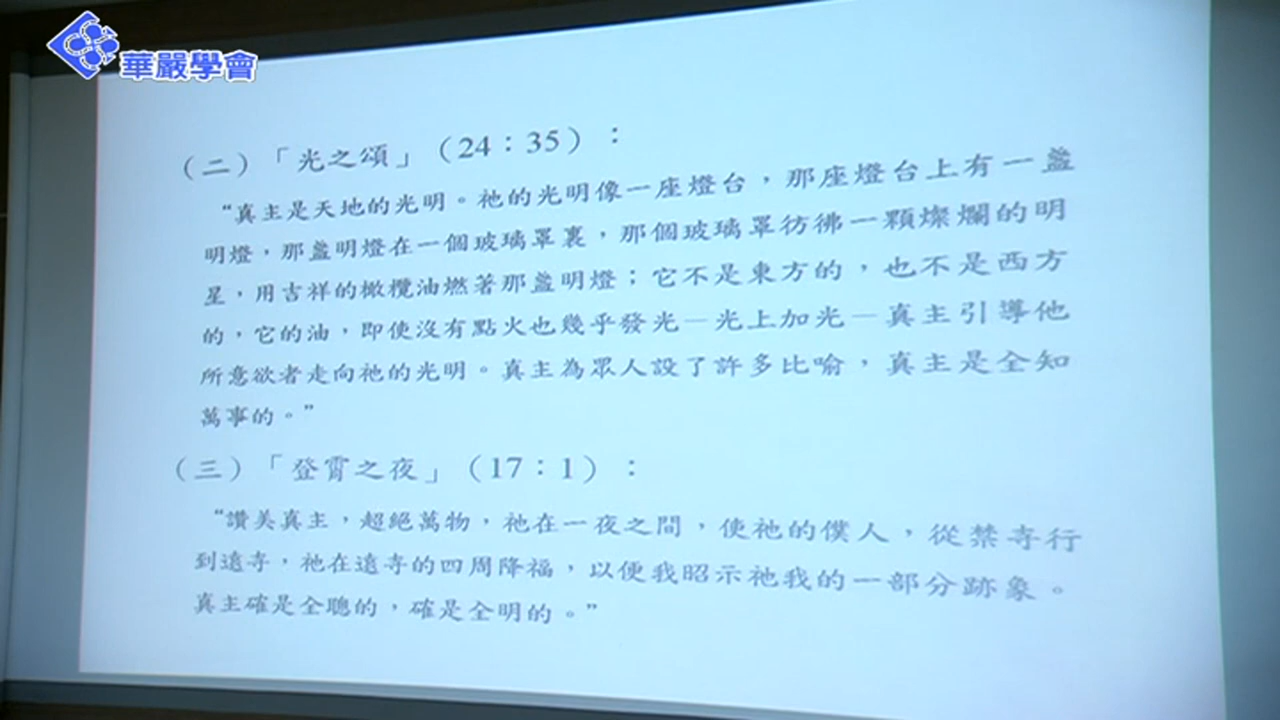 華嚴學會
（二）「光之頌」（24：35）：
“真主是天地的光明。祂的光明像一座燈台，那座燈台上有一盞
明燈，那盞明燈在一個玻璃罩裏，那個玻璃罩彷彿一顆燦爛的明
星，用吉祥的橄欖油燃著那盞明燈；它不是東方的，也不是西方
的，它的油，即使沒有點火也幾乎發光—光上加光—真主引導他
所意欲者走向祂的光明。真主為眾人設了許多比喻，真主是全知
萬事的。”
（三）「登霄之夜」（17：1）：
“讚美真主，超絕萬物，祂在一夜之間，使祂的僕人，從禁寺行
到遠寺，祂在遠寺的四周降福，以便我昭示祂我的一部分跡象。
真主確是全聰的，確是全明的。”